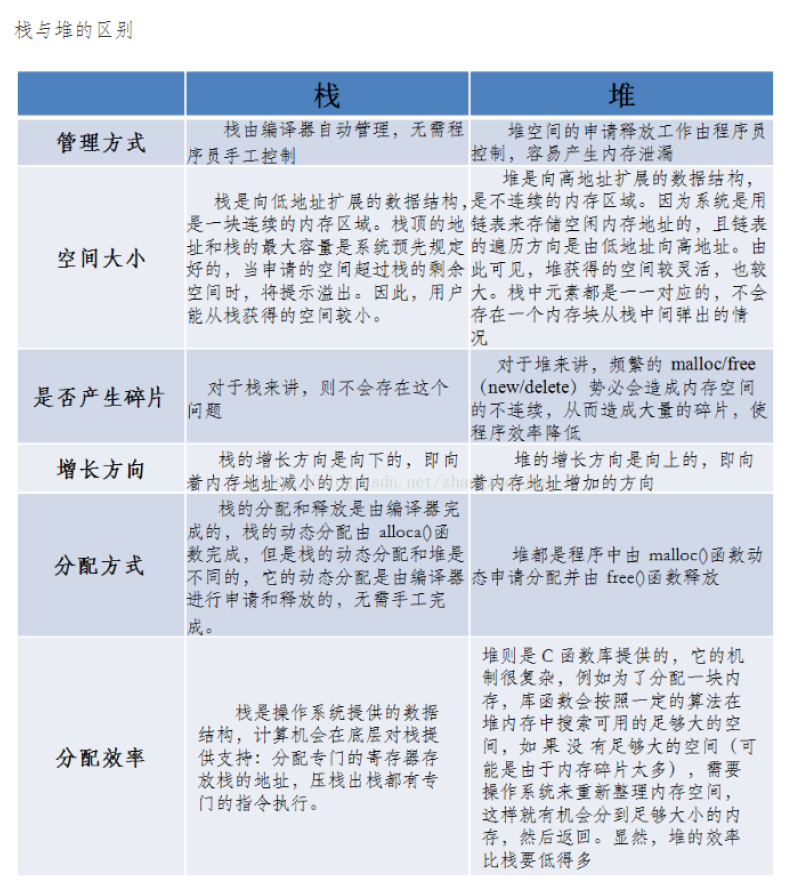 栈与堆的区别
栈
堆
管理方式
栈由编译器自动管理，无需程
序员手工控制
堆空间的申请释放工作由程序员
控制，容易产生内存泄漏
空间大小
栈是向低地址扩展的数据结构，
是一块连续的内存区域。栈顶的地
址和栈的最大容量是系统预先规定
好的，当申请的空间超过栈的剩余
空间时，将提示溢出。因此，用户
能从栈获得的空间较小。
堆是向高地址扩展的数据结构，
是不连续的内存区域。因为系统是用
链表来存储空闲内存地址的，且链表
的遍历方向是由低地址向高地址。由
此可见，堆获得的空间较灵活，也较
大。栈中元素都是一一对应的，不会
存在一个内存块从栈中间弹出的情
况
是否产生碎片
对于栈来讲，则不会存在这个
问题
对于堆来讲，频繁的 malloc/free
（new/delete）势必会造成内存空间
的不连续，从而造成大量的碎片，使
程序效率降低
增长方向
栈的增长方向是向下的，即向
着内存地址减小的方向
堆的增长方向是向上的，即向
着内存地址增加的方向
分配方式
栈的分配和释放是由编译器完
成的，栈的动态分配由 alloca()函
数完成，但是栈的动态分配和堆是
不同的，它的动态分配是由编译器
进行申请和释放的，无需手工完
成。
堆都是程序中由 malloc()函数动
态申请分配并由 free()函数释放
分配效率
栈是操作系统提供的数据
结构，计算机会在底层对栈提
供支持：分配专门的寄存器存
放栈的地址，压栈出栈都有专
门的指令执行。
堆则是 C 函数库提供的，它的机
制很复杂，例如为了分配一块内
存，库函数会按照一定的算法在
堆内存中搜索可用的足够大的空
间，如 果 没 有足够大的空间（可
能是由于内存碎片太多），需要
操作系统来重新整理内存空间，
这样就有机会分到足够大小的内
存，然后返回。显然，堆的效率
比栈要低得多